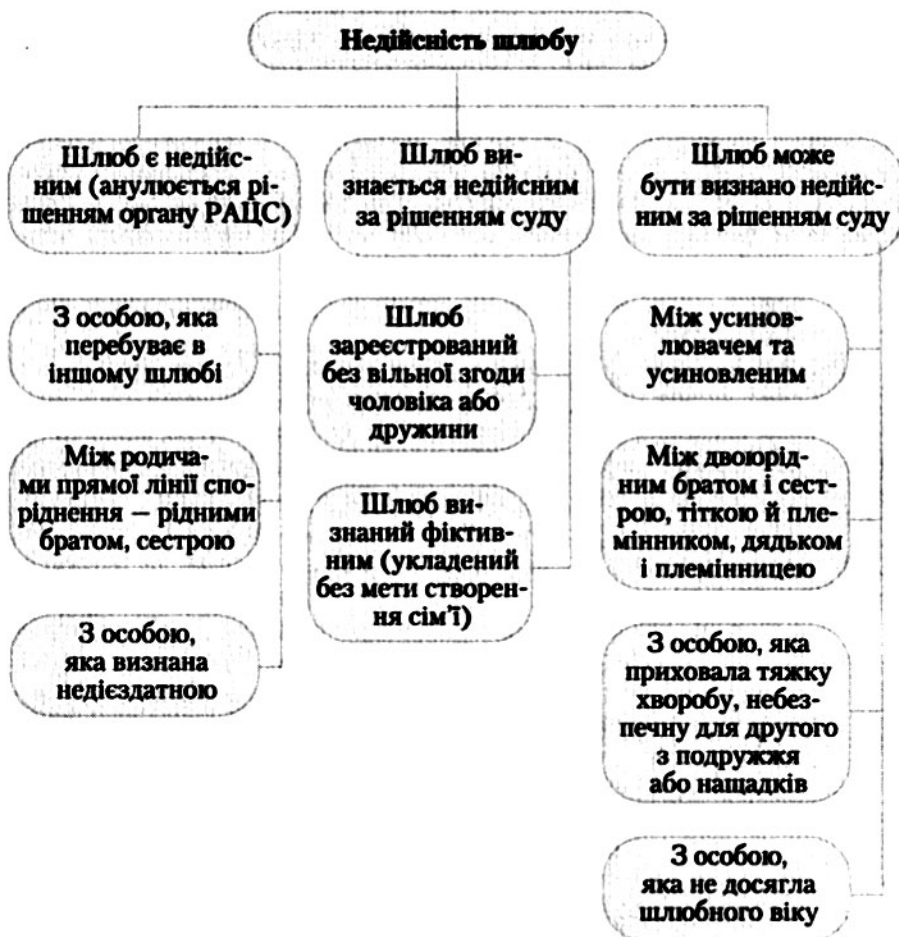 Недійсність шлюбу
Шлюб є недійс-
ним (анулюється рі-
шенням органу РАЦС)
З особою, яка
перебуває в
іншому шлюбі
Між родича-
ми прямої лінії спо-
ріднення — рідними
братом, сестрою
З особою,
яка визнана
недієздатною
Шлюб ви-
знається недійсним
за рішенням суду
Шлюб
зареєстрований
без вільної згоди
чоловіка або
дружини
Шлюб ви-
знаний фіктив-
ним (укладений
без мети створен-
ня сім’ї)
Шлюб може
бути визнано недійс-
ним за рішенням суду
Між усинов-
лювачем та
усиновленим
Між двоюрід-
ним братом і сест-
рою, тіткою й пле-
мінником, дядьком
і племінницею
З особою, яка
приховала тяжку
хворобу, небез-
печну для другого
з подружжя
або нащадків
З особою,
яка не досягла
шлюбного віку